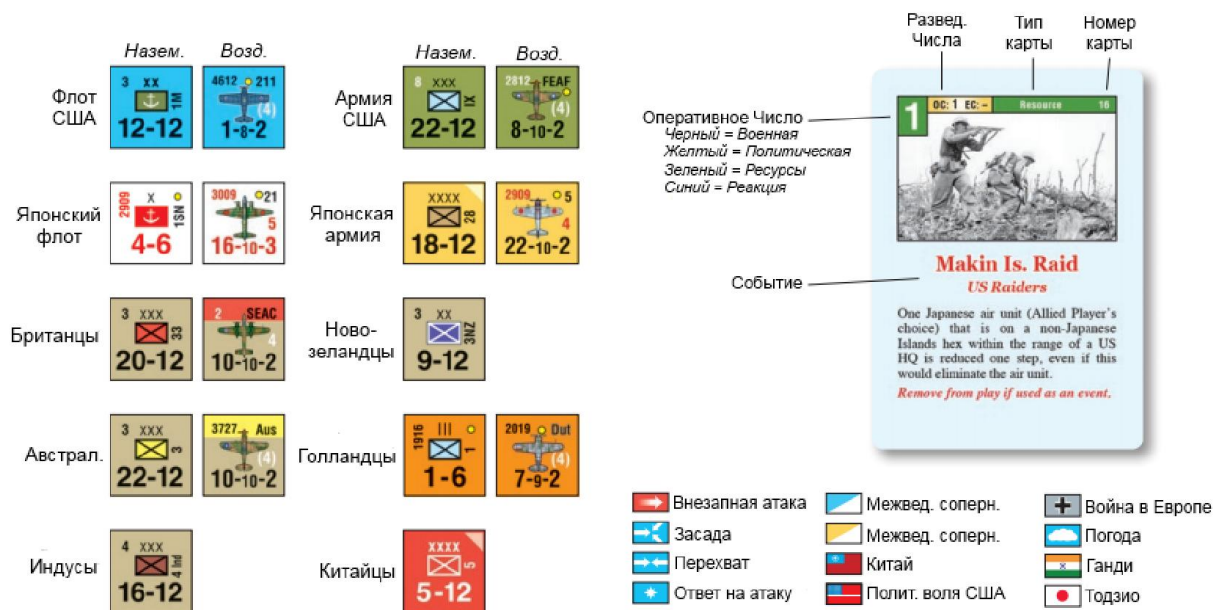 Назем. Возд. Назем. Возд.
Флот США
3 XX 1M 12-12
4612 211 (4) 1-8-2
Армия США
8 XXX IX 22-12
2812 FEAF (4) 8-10-2
Японский флот
2909 X 1SN 4-6
3009 21 5 16-10-3
Японская армия
XXXX 28 18-12
2909 5 4 22-10-2
Британцы
3 XXX 33 20-12
2 SEAC 4 10-10-2
Ново-зеландцы
3 XX 3NZ 9-12
Австрал.
3 XXX 3 22-12
3727 Aus (4) 10-10-2
Голландцы
1916 III 1 1-6
2019 Dut (4) 7-9-2
Индусы
4 XXX 4 Ind 16-12
Китайцы
XXXX 5 5-12
Развед. Числа
Тип карты
Номер карты
1 OC: 1 EC: – Resource 16
Оперативное Число
Черный = Военная
Желтый = Политическая
Зеленый = Ресурсы
Синий = Реакция
Событие
Makin Is. Raid
US Raiders
One Japanese air unit (Allied Player's
choice) that is on a non-Japanese
Islands hex within the range of a US
HQ is reduced one step, even if this
would eliminate the air unit.
Remove from play if used as an event.
Внезапная атака
Засада
Перехват
Ответ на атаку
Межвед. соперн.
Межвед. соперн.
Китай
Полит. воля США
Война в Европе
Погода
Ганди
Тодзио